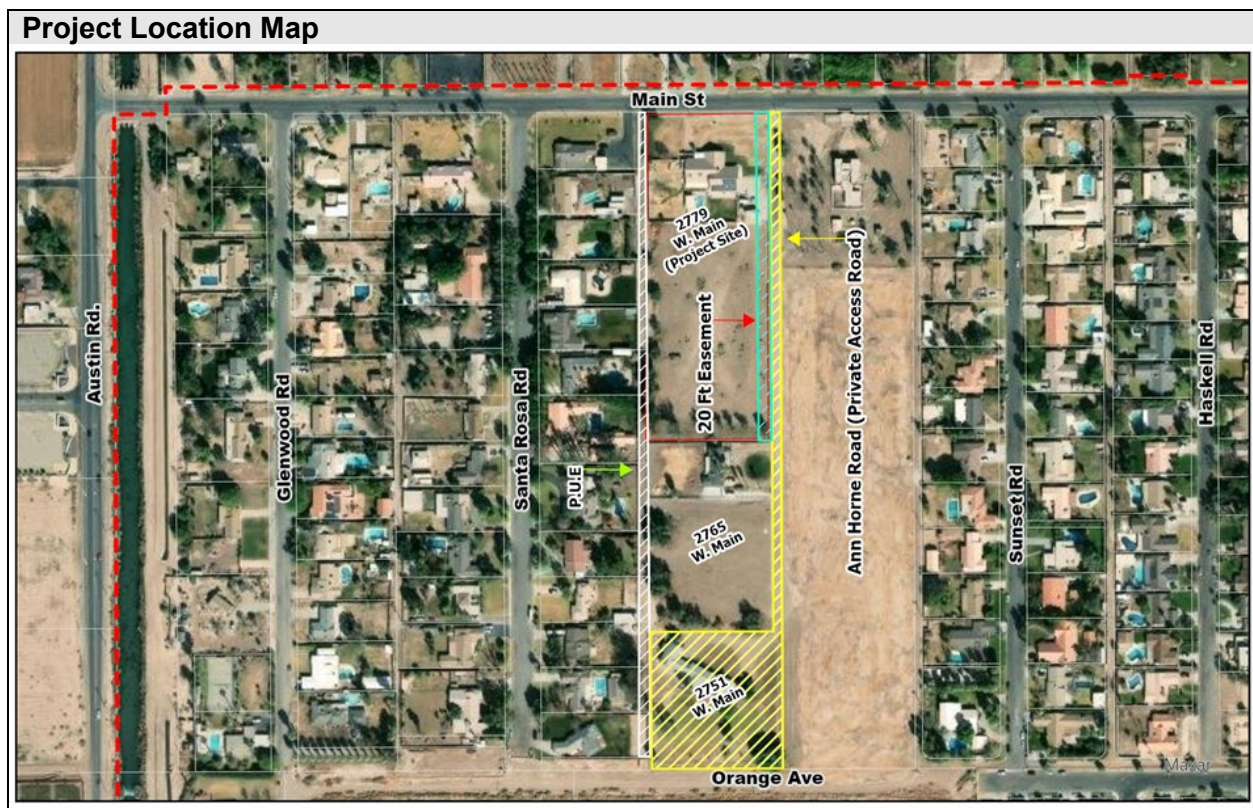 Project Location Map
Main St
2779
W. Main
(Project Site)
20 Ft Easement
Ann Horne Road (Private Access Road)
Austin Rd.
Glenwood Rd
Santa Rosa Rd
P.U.E
2765
W. Main
Sunset Rd
Haskell Rd
2751
W. Main
Orange Ave
Maxar